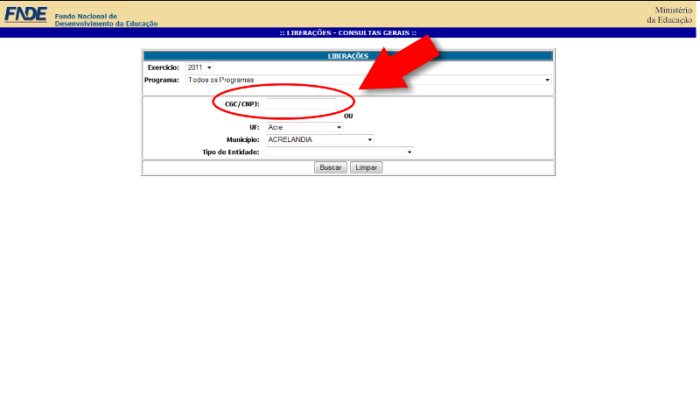 FNDE Fundo Nacional de
Desenvolvimento da Educação
Ministério
da Educação
:: LIBERAÇÕES - CONSULTAS GERAIS ::
LIBERAÇÕES
Exercício: 2011
Programa: Todos os Programas
CGC/CNPJ:
OU
UF: Acre
Município: ACRELANDIA
Tipo de Entidade:
Buscar Limpar